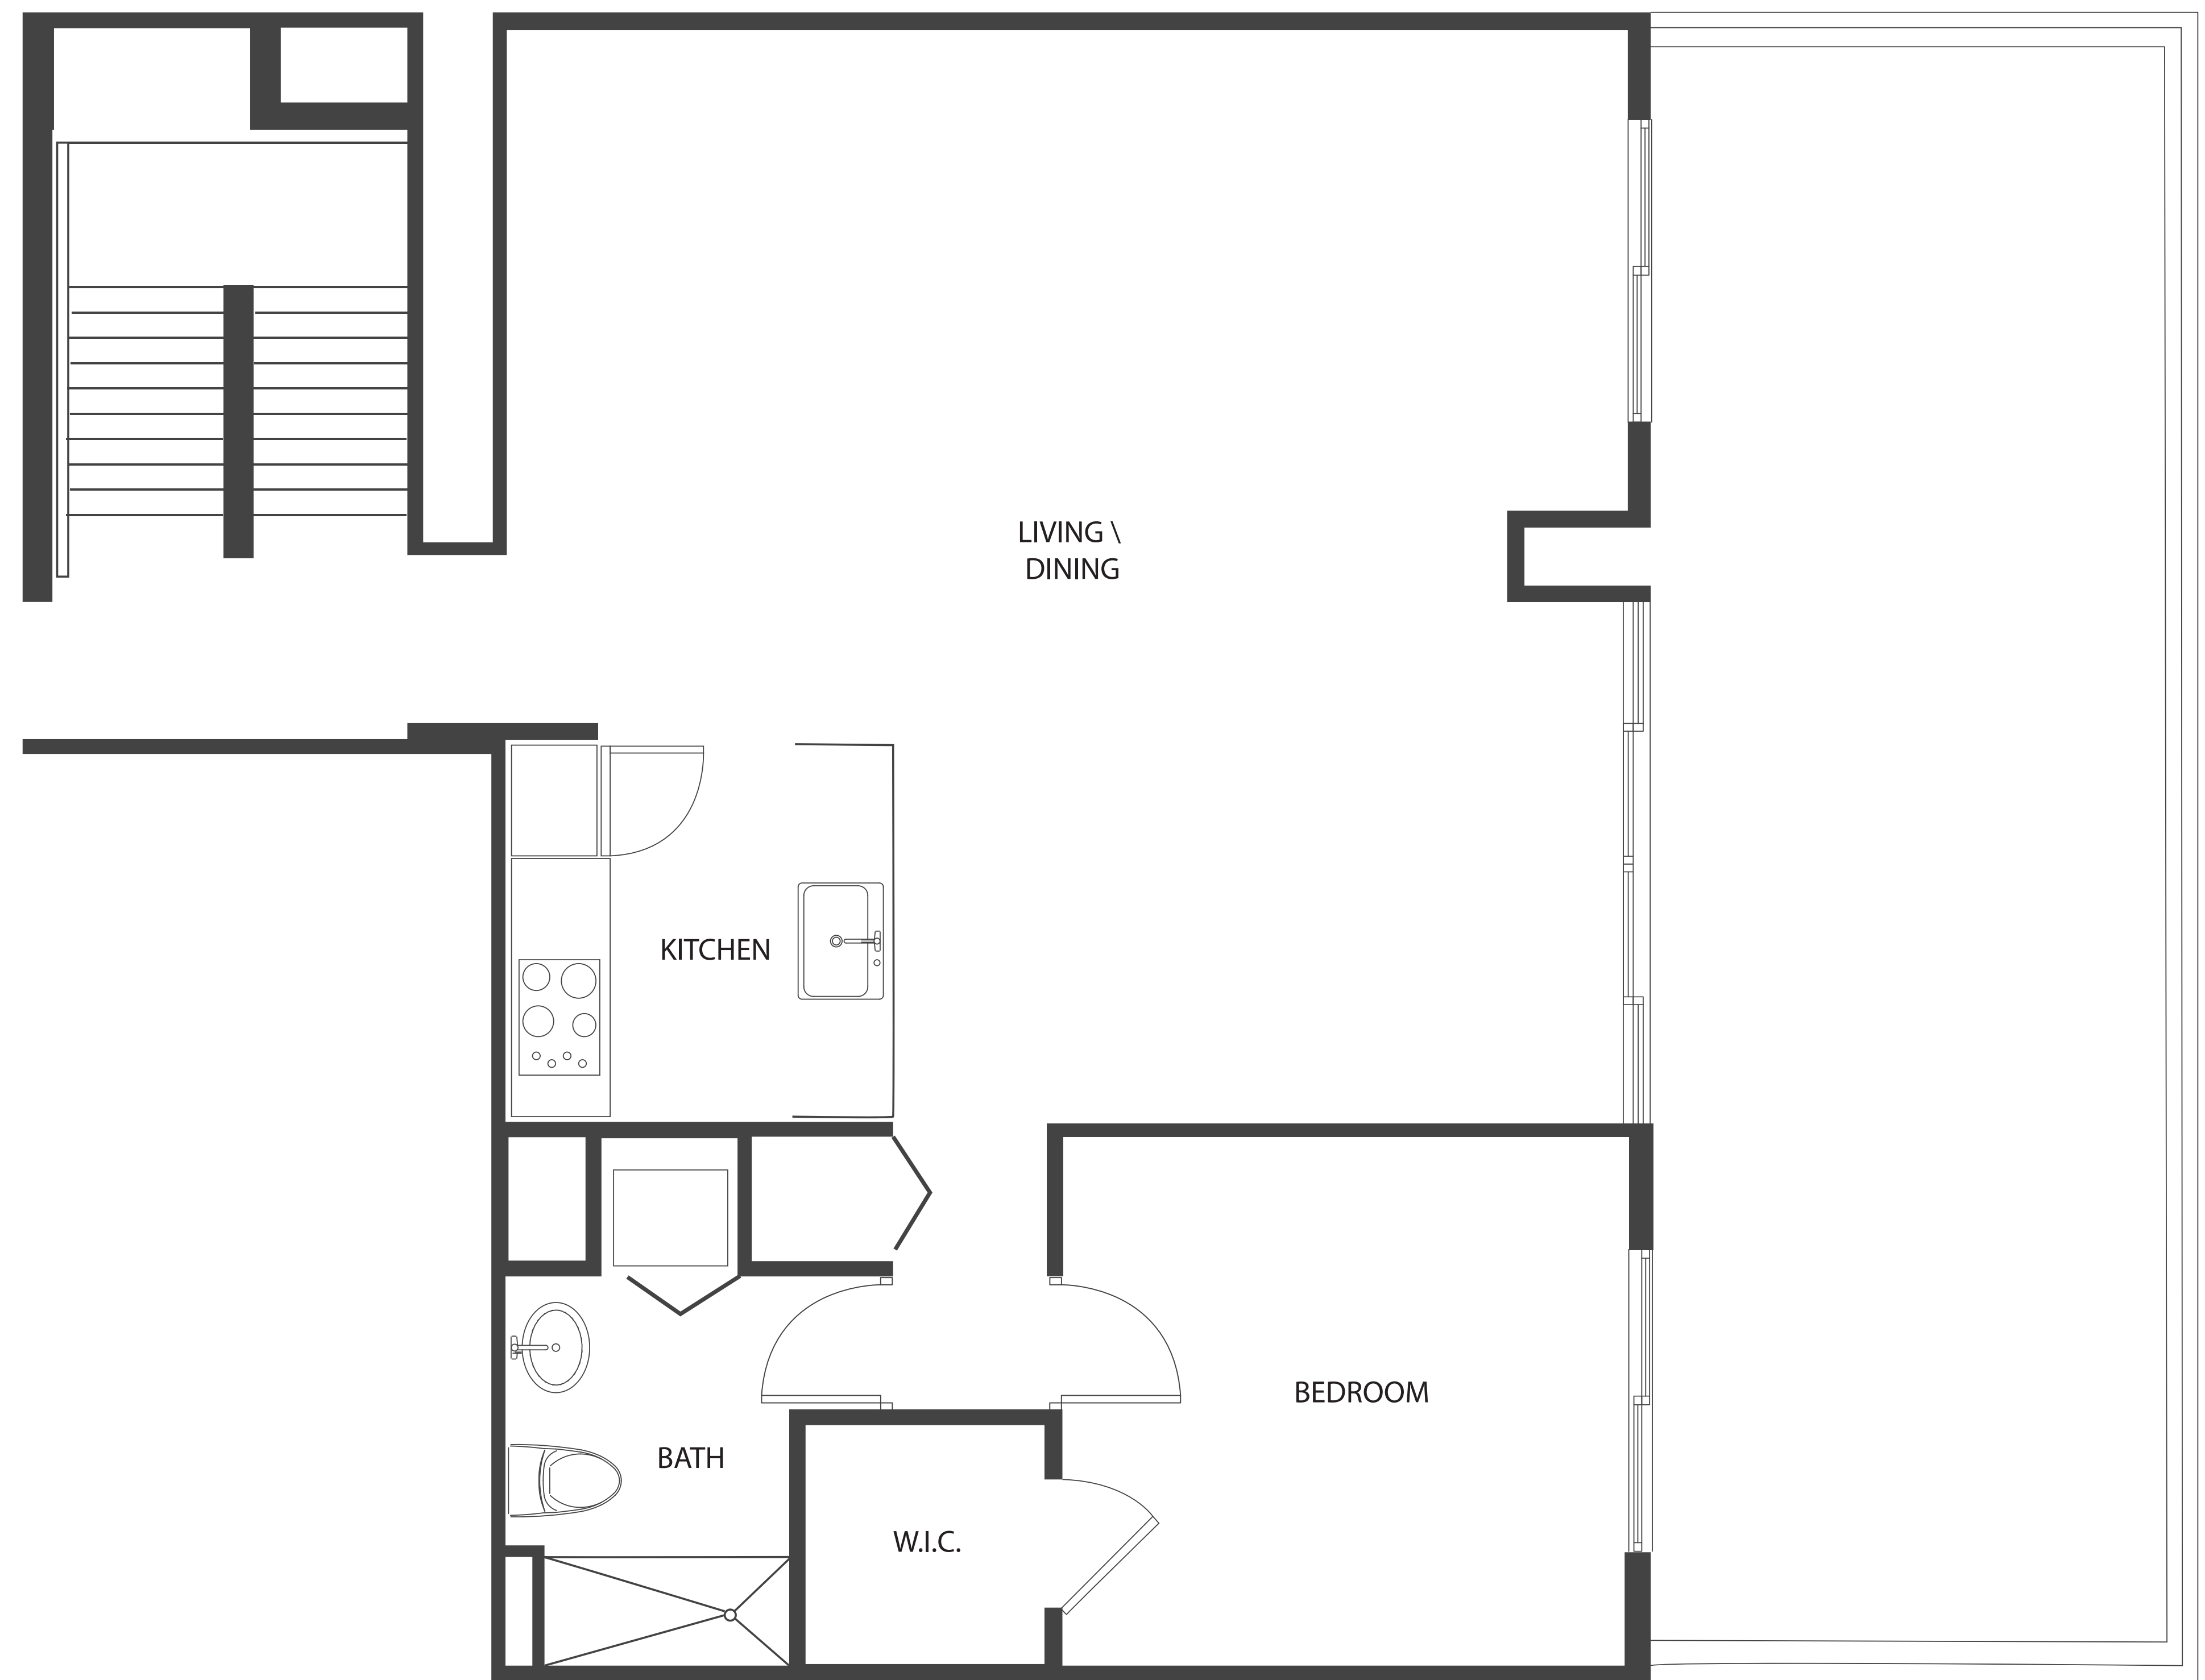 LIVING \
DINING
KITCHEN
BEDROOM
BATH
W.I.C.